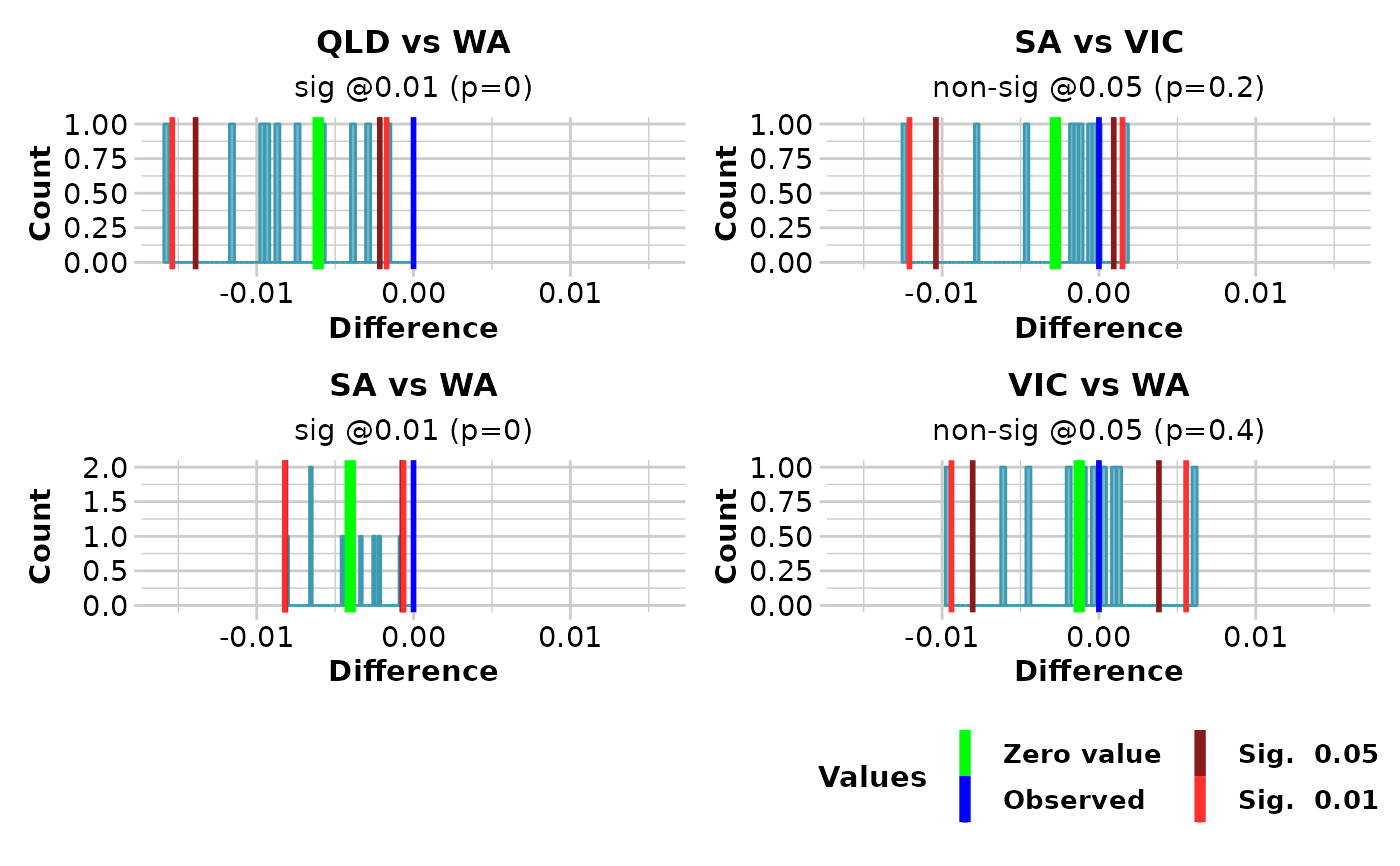 QLD vs WA
sig @0.01 (p=0)
1.00
0.75
0.50
0.25
0.00
Count
-0.01 0.00 0.01
Difference
SA vs VIC
non-sig @0.05 (p=0.2)
1.00
0.75
0.50
0.25
0.00
Count
-0.01 0.00 0.01
Difference
SA vs WA
sig @0.01 (p=0)
2.0
1.5
1.0
0.5
0.0
Count
-0.01 0.00 0.01
Difference
VIC vs WA
non-sig @0.05 (p=0.4)
1.00
0.75
0.50
0.25
0.00
Count
-0.01 0.00 0.01
Difference
Values
Zero value
Observed
Sig. 0.05
Sig. 0.01